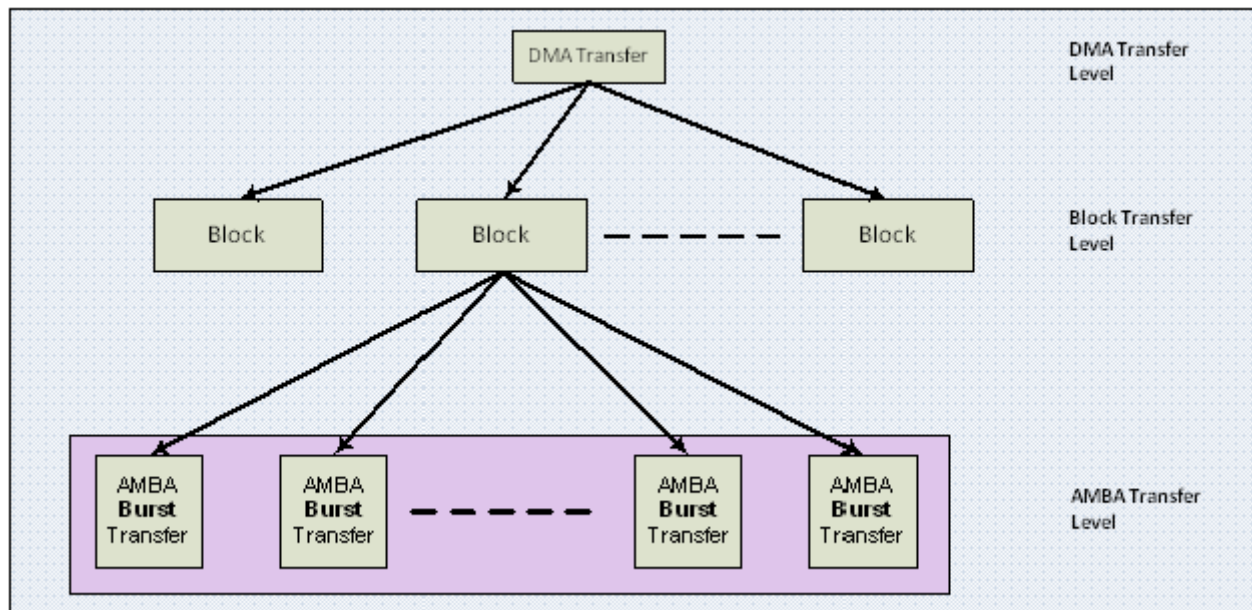 DMA Transfer
DMA Transfer
Level
Block
Block
Block
Block Transfer
Level
AMBA
Burst
Transfer
AMBA
Burst
Transfer
AMBA
Burst
Transfer
AMBA
Burst
Transfer
AMBA Transfer
Level